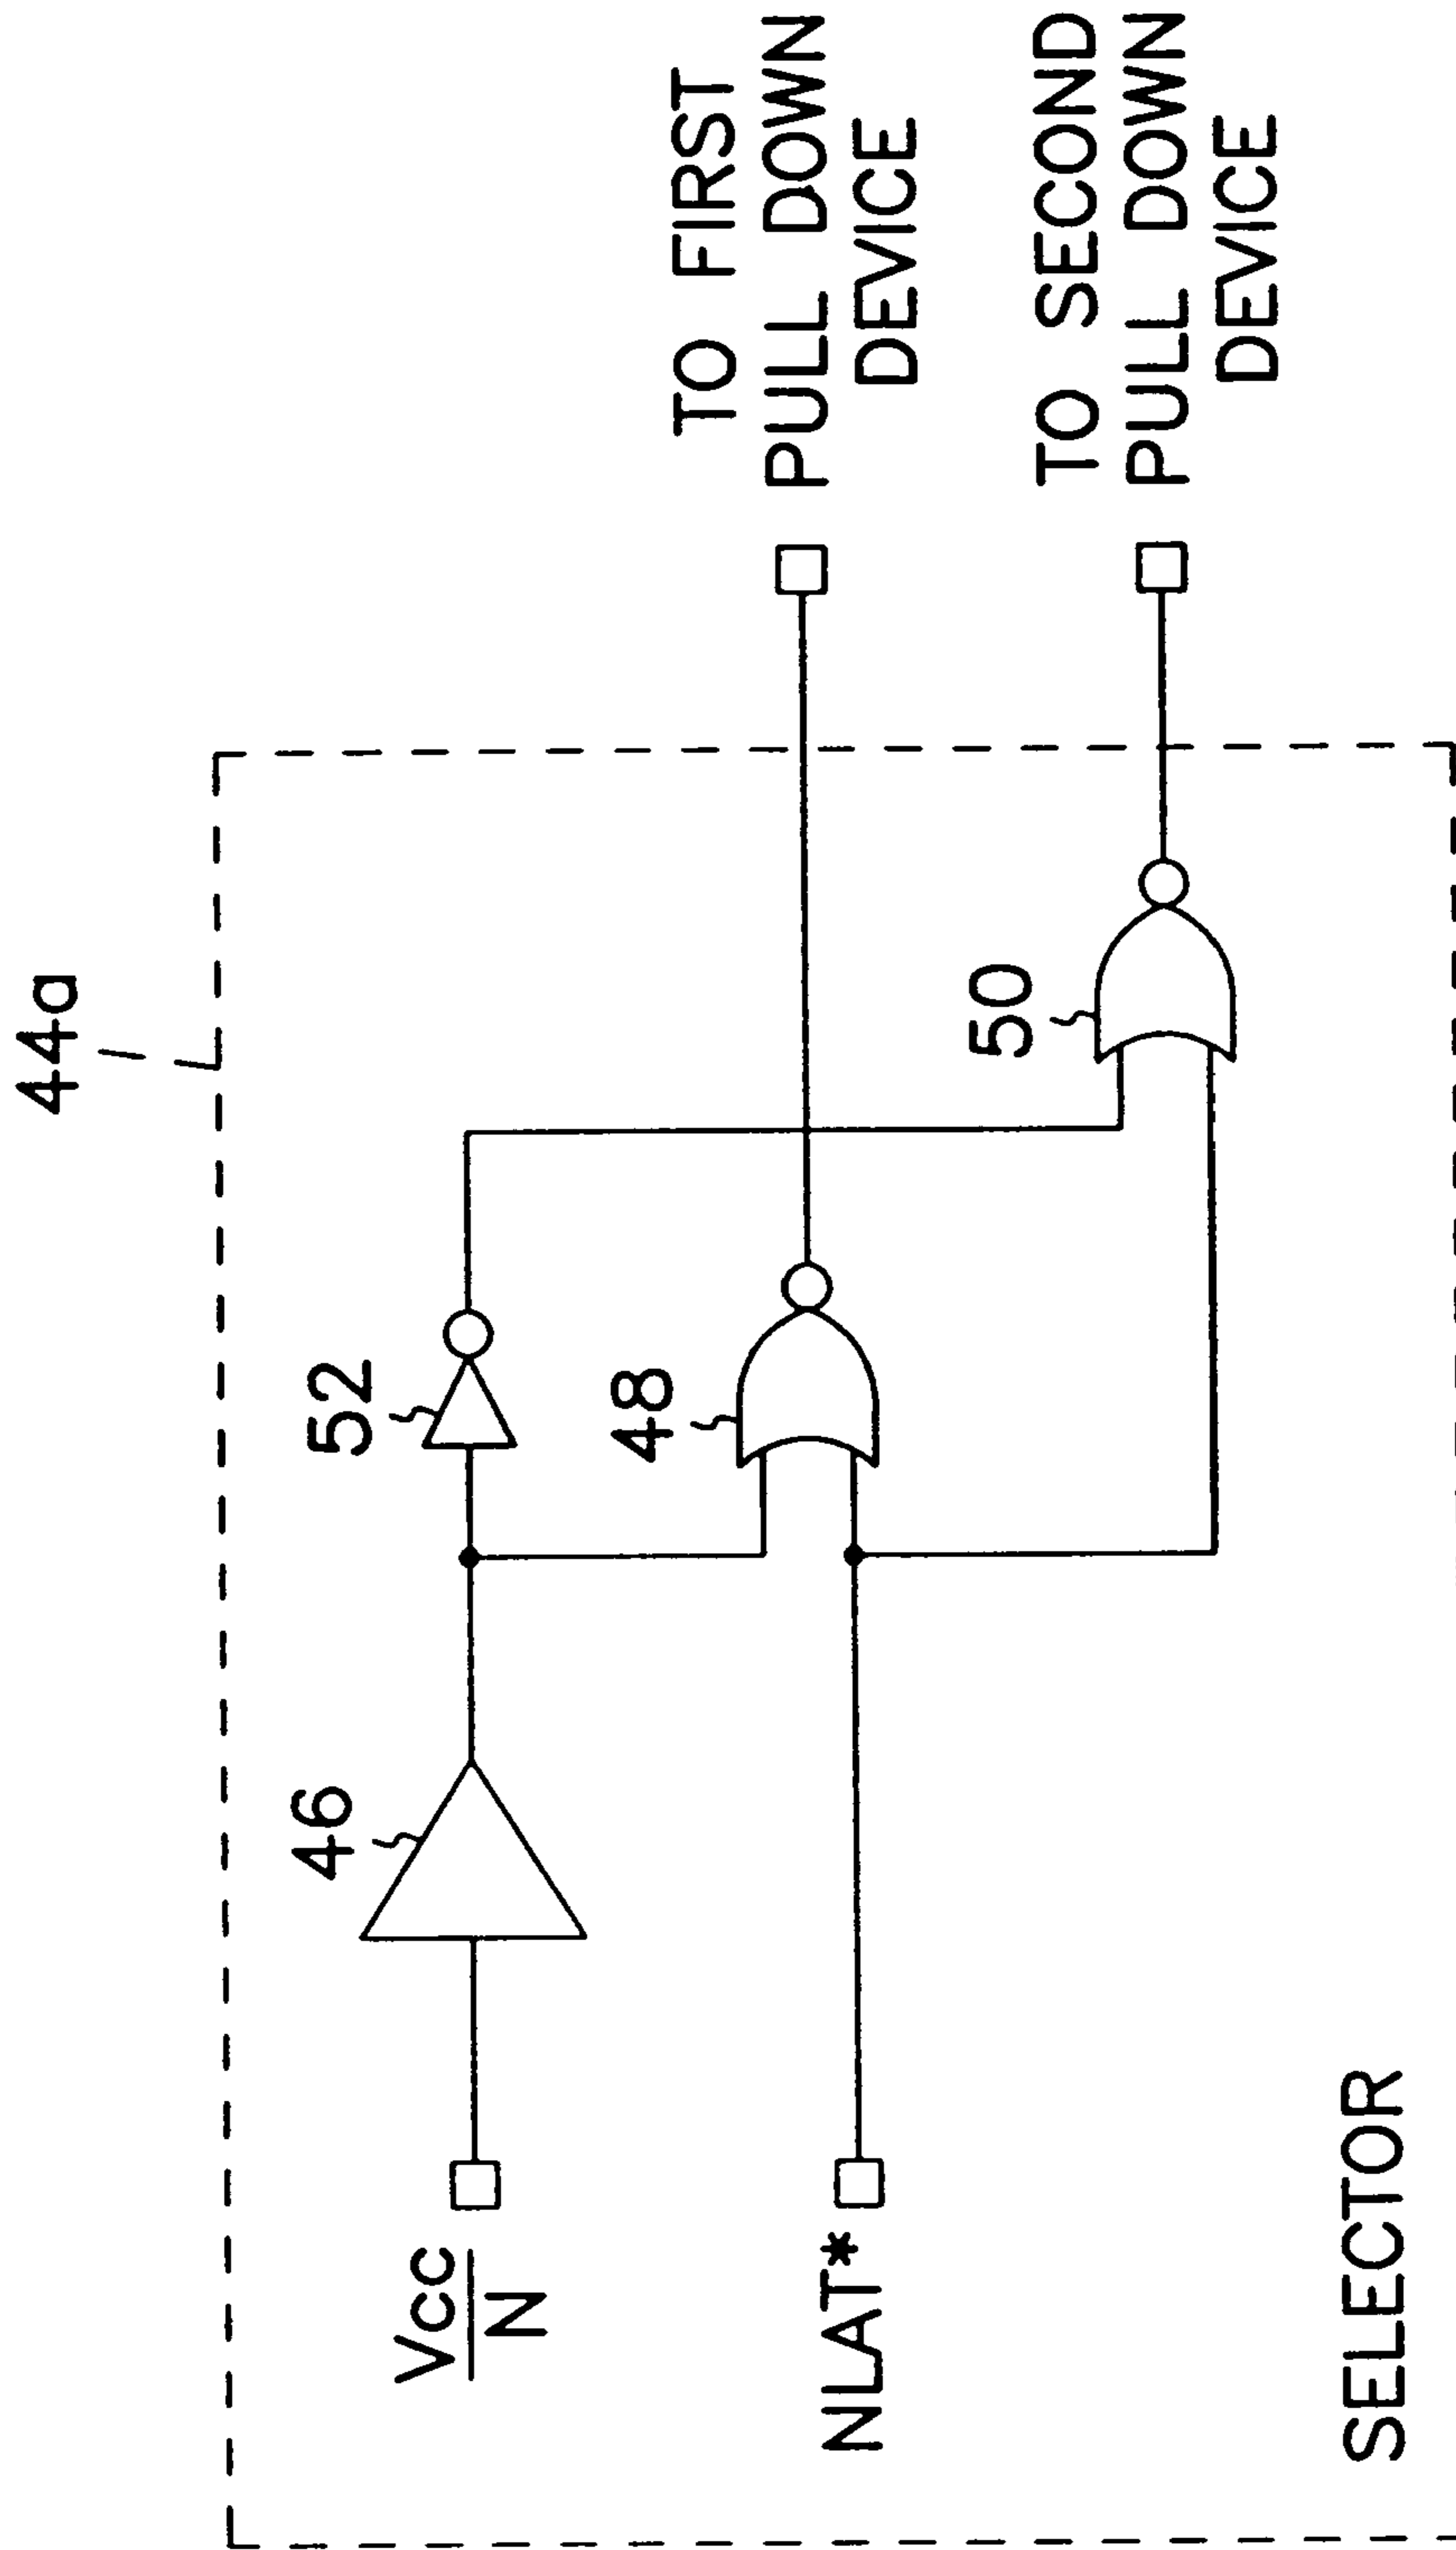 44a
Vcc
N
46
52
48
50
NLAT*
TO FIRST
PULL DOWN
DEVICE
TO SECOND
PULL DOWN
DEVICE
SELECTOR